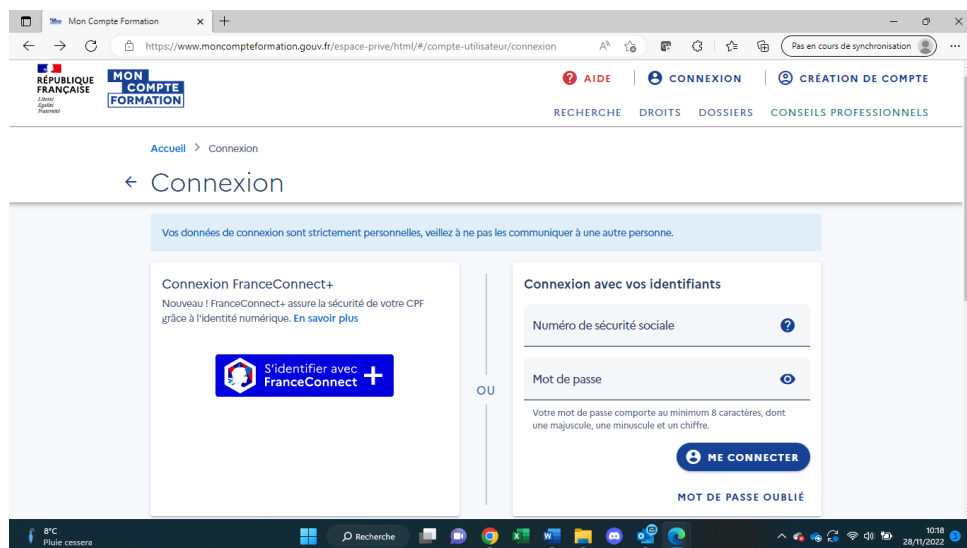 Mon Compte Formation
https://www.moncompteformation.gouv.fr/espace-prive/html/#/compte-utilisateur/connexion
Pas en cours de synchronisation
RÉPUBLIQUE
FRANÇAISE
Liberté
Égalité
Fraternité
MON
COMPTE
FORMATION
AIDE
CONNEXION
CRÉATION DE COMPTE
RECHERCHE DROITS DOSSIERS CONSEILS PROFESSIONNELS
Accueil > Connexion
Connexion
Vos données de connexion sont strictement personnelles, veillez à ne pas les communiquer à une autre personne.
Connexion FranceConnect+
Nouveau ! FranceConnect+ assure la sécurité de votre CPF
grâce à l'identité numérique. En savoir plus
S'identifier avec
FranceConnect
OU
Connexion avec vos identifiants
Numéro de sécurité sociale
Mot de passe
Votre mot de passe comporte au minimum 8 caractères, dont
une majuscule, une minuscule et un chiffre.
ME CONNECTER
MOT DE PASSE OUBLIÉ
8°C
Pluie cessera
Recherche
10:18
28/11/2022
3